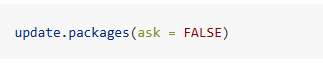 update.packages(ask = FALSE)